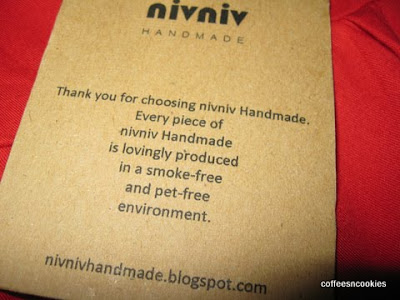 nivniv
HANDMADE
Thank you for choosing nivniv Handmade.
Every piece of
nivniv Handmade
is lovingly produced
in a smoke-free
and pet-free
environment.
nivnivhandmade.blogspot.com
coffeesncookies